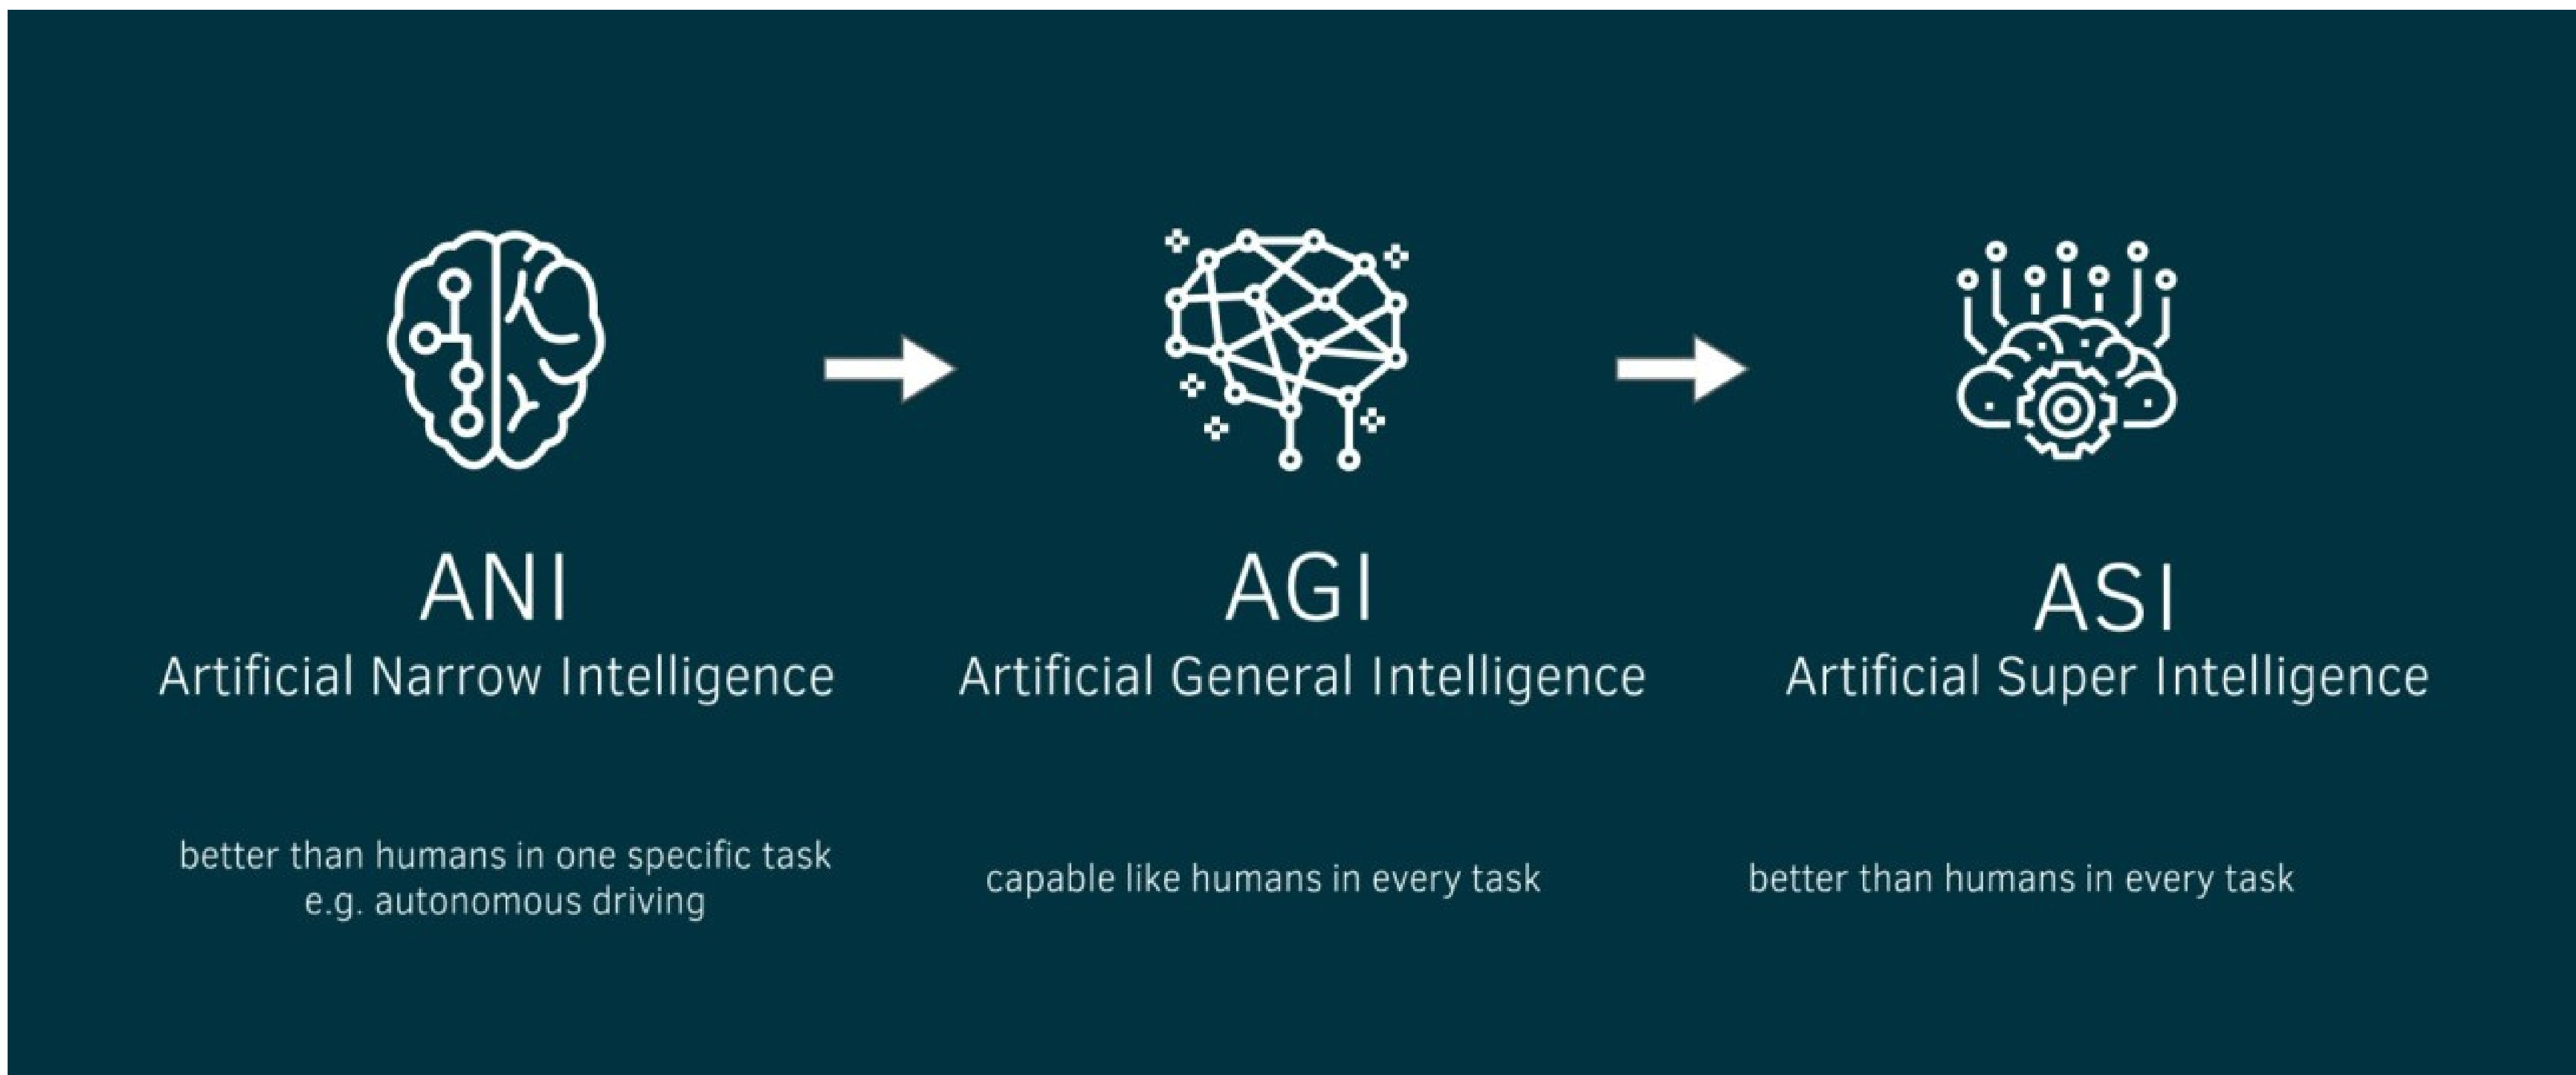 ANI
Artificial Narrow Intelligence
better than humans in one specific task
e.g. autonomous driving
AGI
Artificial General Intelligence
capable like humans in every task
ASI
Artificial Super Intelligence
better than humans in every task